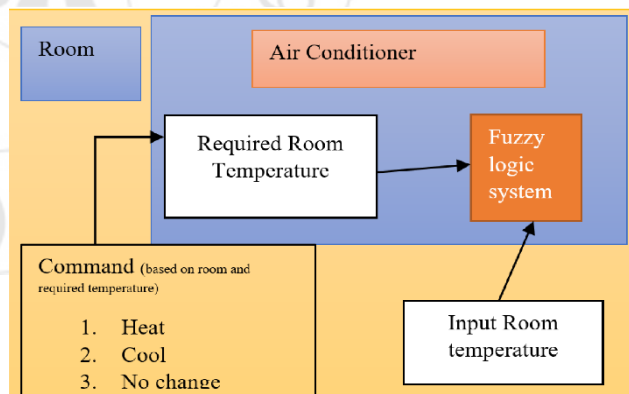 Room
Air Conditioner
Required Room
Temperature
Fuzzy
logic
system
Command (based on room and
required temperature)
1. Heat
2. Cool
3. No change
Input Room
temperature